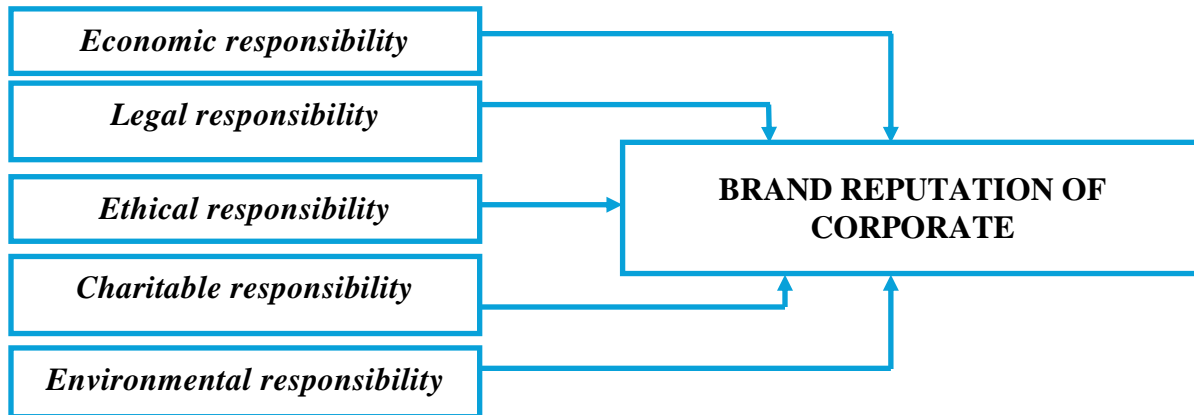 Economic responsibility
Legal responsibility
Ethical responsibility
Charitable responsibility
Environmental responsibility
BRAND REPUTATION OF
CORPORATE